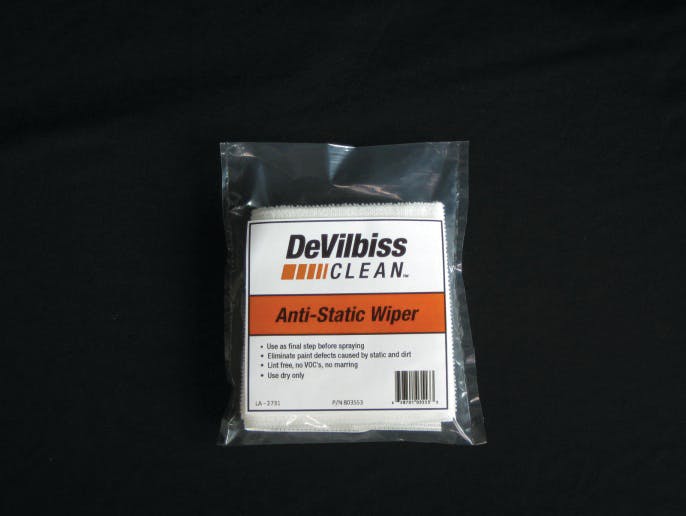 DeVilbiss
CLEAN™
Anti-Static Wiper
• Use as final step before spraying
• Eliminate paint defects caused by static and dirt
• Lint free, no VOC's, no marring
• Use dry only
LA - 2731 P/N 803553